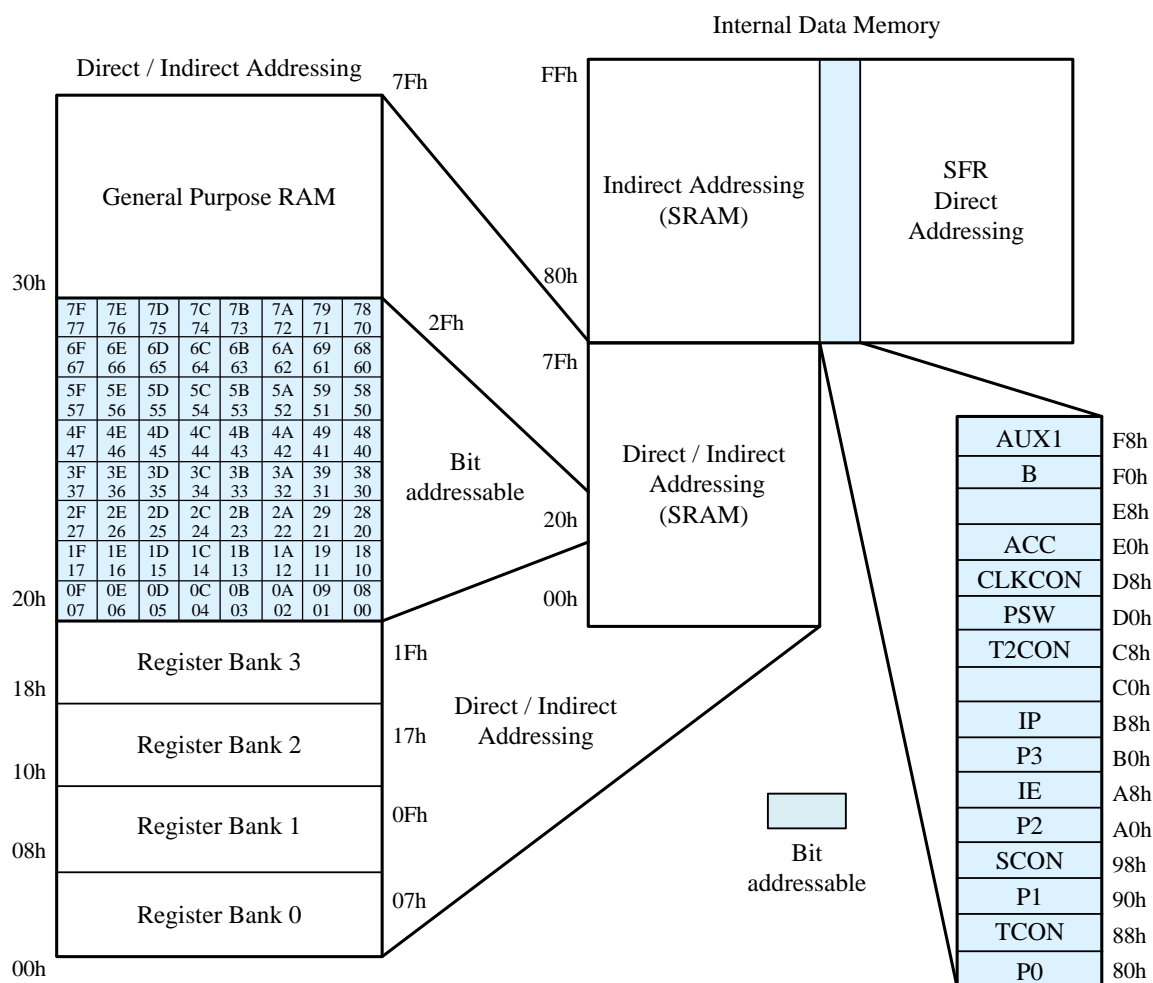 Internal Data Memory
Direct / Indirect Addressing
7Fh
General Purpose RAM
30h
7F 7E 7D 7C 7B 7A 79 78
77 76 75 74 73 72 71 70
6F 6E 6D 6C 6B 6A 69 68
67 66 65 64 63 62 61 60
5F 5E 5D 5C 5B 5A 59 58
57 56 55 54 53 52 51 50
4F 4E 4D 4C 4B 4A 49 48
47 46 45 44 43 42 41 40
3F 3E 3D 3C 3B 3A 39 38
37 36 35 34 33 32 31 30
2F 2E 2D 2C 2B 2A 29 28
27 26 25 24 23 22 21 20
1F 1E 1D 1C 1B 1A 19 18
17 16 15 14 13 12 11 10
0F 0E 0D 0C 0B 0A 09 08
07 06 05 04 03 02 01 00
2Fh
Bit
addressable
20h
Register Bank 3
1Fh
18h
Register Bank 2
17h
10h
Register Bank 1
0Fh
08h
Register Bank 0
07h
00h
Direct / Indirect
Addressing
FFh
Indirect Addressing
(SRAM)
80h
SFR
Direct
Addressing
7Fh
Direct / Indirect
Addressing
(SRAM)
20h
00h
Bit
addressable
AUX1 F8h
B F0h
E8h
ACC E0h
CLKCON D8h
PSW D0h
T2CON C8h
C0h
IP B8h
P3 B0h
IE A8h
P2 A0h
SCON 98h
P1 90h
TCON 88h
P0 80h